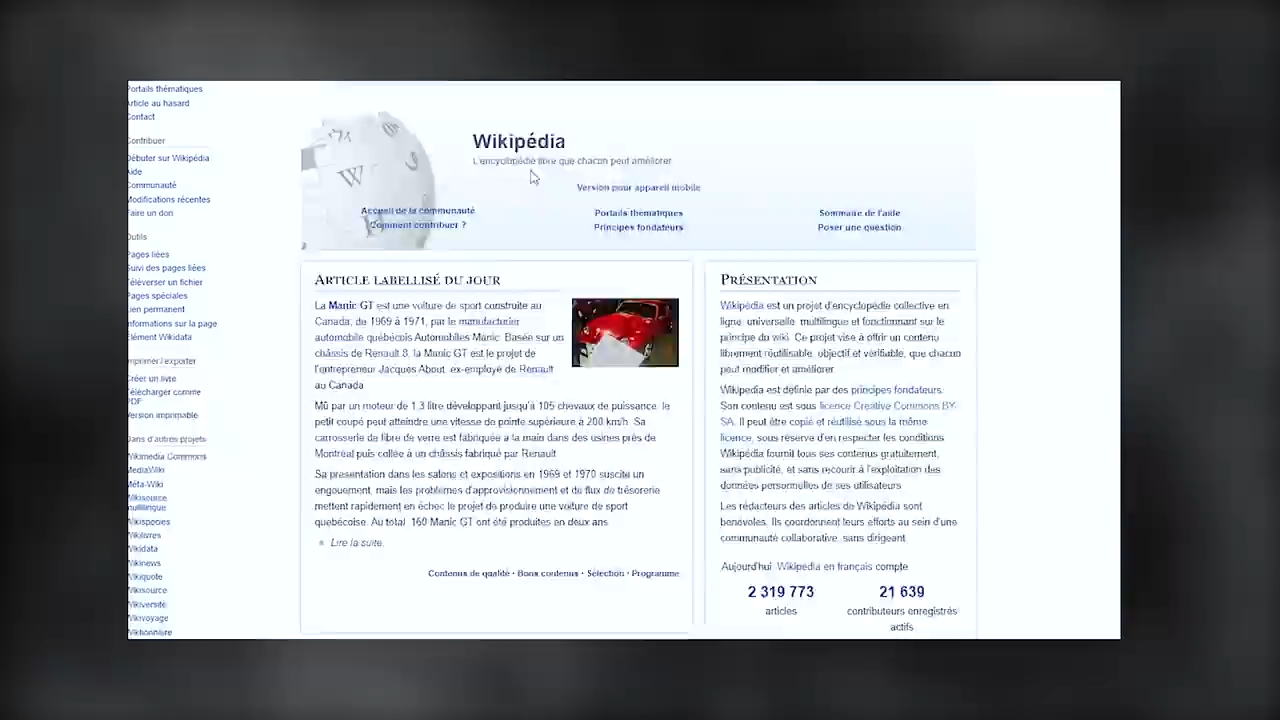 Portails thématiques
Article au hasard
Contact
Contribuer
Débuter sur Wikipédia
Aide
Communauté
Modifications récentes
Faire un don
Outils
Pages liées
Suivi des pages liées
Téléverser un fichier
Pages spéciales
Lien permanent
Informations sur la page
Élément Wikidata
Imprimer / exporter
Créer un livre
Télécharger comme
PDF
Version imprimable
Dans d'autres projets
Wikimedia Commons
MediaWiki
Méta-Wiki
Wikisource
multilingue
Wikispecies
Wikilivres
Wikidata
Wikinews
Wikiquote
Wikisource
Wikiversité
Wikivoyage
Wiktionnaire
Wikipédia
L'encyclopédie libre que chacun peut améliorer
Version pour appareil mobile
Accueil de la communauté
Comment contribuer ?
Portails thématiques
Principes fondateurs
Sommaire de l'aide
Poser une question
Article labellisé du jour
La Manic GT est une voiture de sport construite au
Canada, de 1969 à 1971, par le manufacturier
automobile québécois Automobiles Manic. Basée sur un
châssis de Renault 8, la Manic GT est le projet de
l'entrepreneur Jacques About, ex-employé de Renault
au Canada.
Mû par un moteur de 1,3 litre développant jusqu'à 105 chevaux de puissance, le
petit coupé peut atteindre une vitesse de pointe supérieure à 200 km/h. Sa
carrosserie de fibre de verre est fabriquée à la main dans des usines près de
Montréal puis collée à un châssis fabriqué par Renault.
Sa présentation dans les salons et expositions en 1969 et 1970 suscite un
engouement, mais les problèmes d'approvisionnement et de flux de trésorerie
mettent rapidement en échec le projet de produire une voiture de sport
québécoise. Au total, 160 Manic GT ont été produites en deux ans.
Lire la suite
Contenus de qualité • Bons contenus • Sélection • Programme
Présentation
Wikipédia est un projet d'encyclopédie collective en
ligne, universelle, multilingue et fonctionnant sur le
principe du wiki. Ce projet vise à offrir un contenu
librement réutilisable, objectif et vérifiable, que chacun
peut modifier et améliorer.
Wikipédia est définie par des principes fondateurs.
Son contenu est sous licence Creative Commons BY-
SA. Il peut être copié et réutilisé sous la même
licence, sous réserve d'en respecter les conditions.
Wikipédia fournit tous ses contenus gratuitement,
sans publicité, et sans recourir à l'exploitation des
données personnelles de ses utilisateurs.
Les rédacteurs des articles de Wikipédia sont
bénévoles. Ils coordonnent leurs efforts au sein d'une
communauté collaborative, sans dirigeant.
Aujourd'hui, Wikipédia en français compte :
2 319 773
articles
21 639
contributeurs enregistrés
actifs